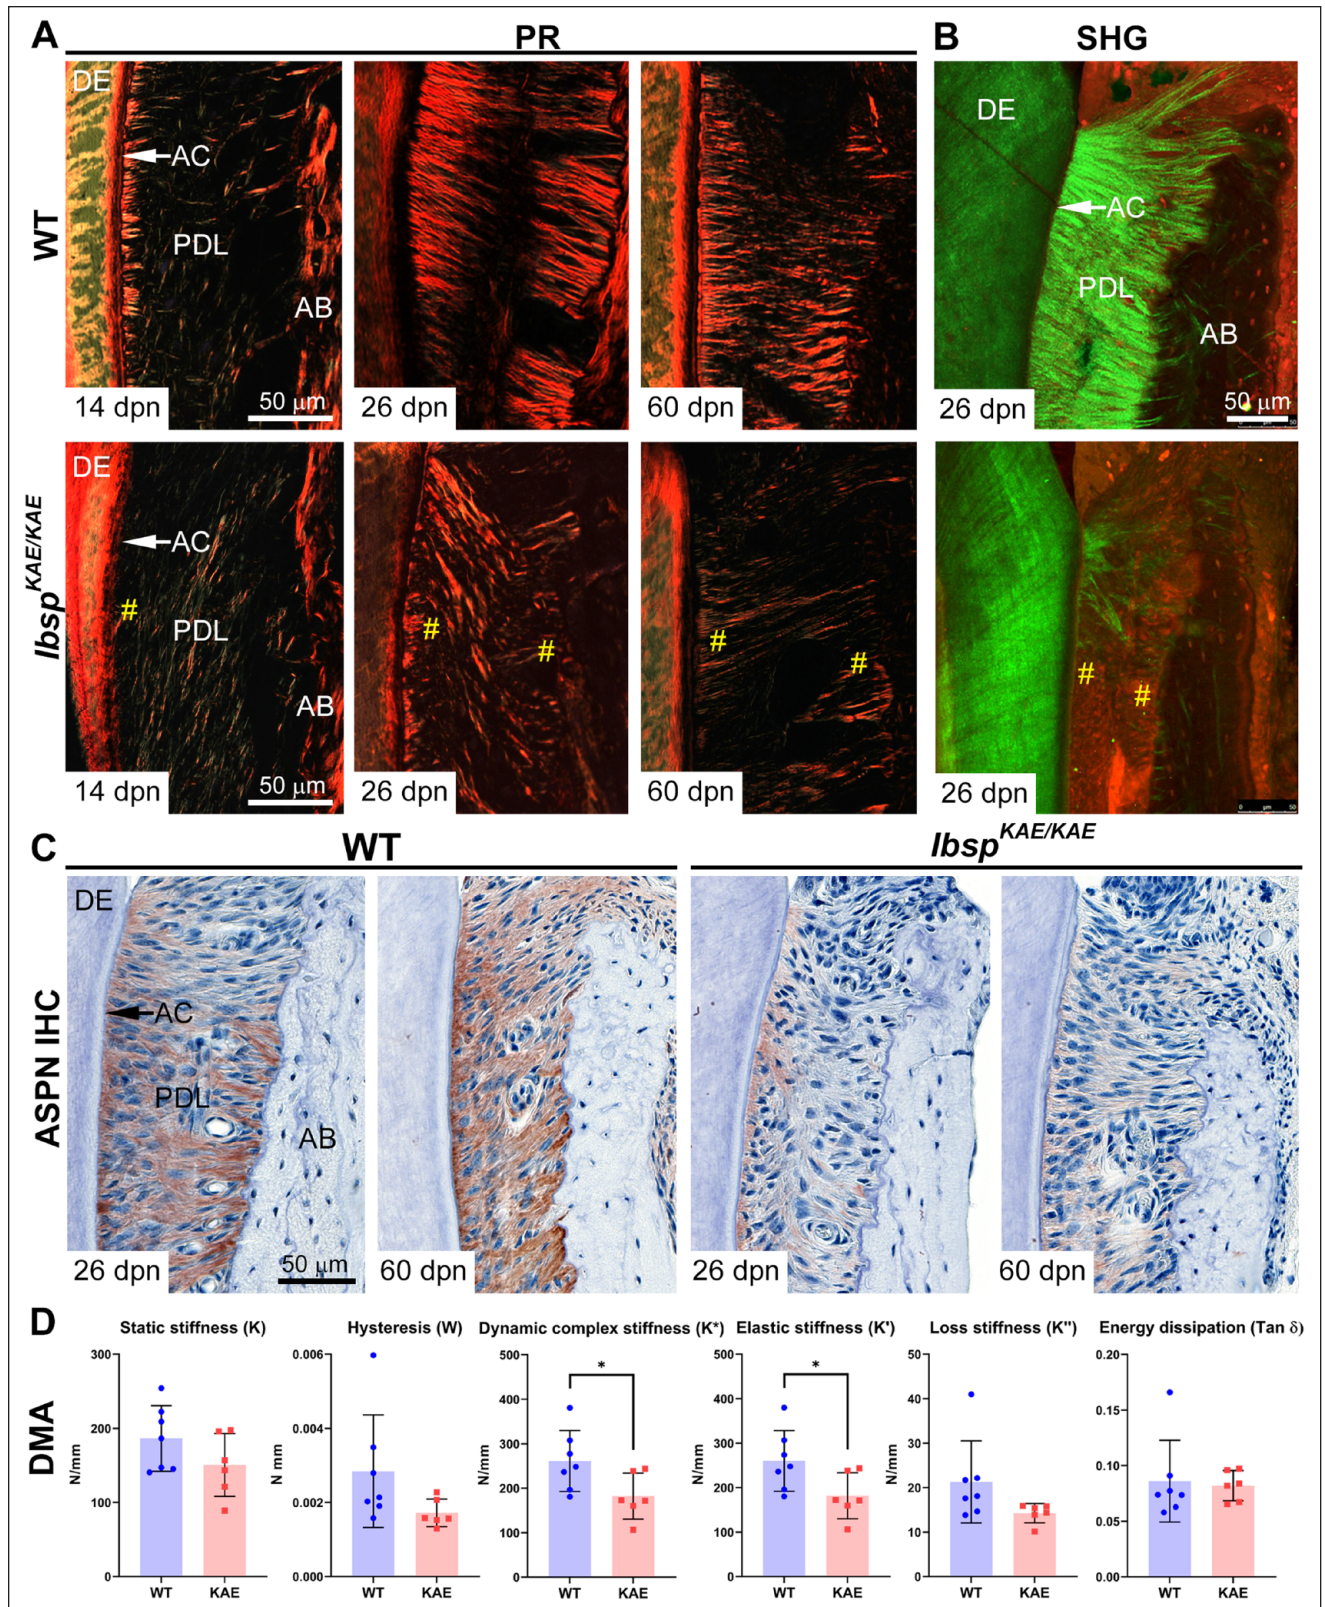 A
PR
B
SHG
WT
DE
AC
PDL
AB
14 dpn
50 μm
26 dpn
60 dpn
DE
AC
PDL
AB
26 dpn
50 μm
Ibsp KAE/KAE
DE
AC
#
PDL
AB
14 dpn
50 μm
#
#
26 dpn
#
#
60 dpn
#
#
26 dpn
0 μm 50
C
WT
Ibsp KAE/KAE
ASPN IHC
DE
AC
PDL
AB
26 dpn
50 μm
60 dpn
26 dpn
60 dpn
D
DMA
Static stiffness (K)
300
200
100
0
N/mm
WT
KAE
Hysteresis (W)
0.006
0.004
0.002
0.000
N mm
WT
KAE
Dynamic complex stiffness (K*)
500
400
300
200
100
0
N/mm
*
WT
KAE
Elastic stiffness (K')
500
400
300
200
100
0
N/mm
*
WT
KAE
Loss stiffness (K'')
50
40
30
20
10
0
N/mm
WT
KAE
Energy dissipation (Tan δ)
0.20
0.15
0.10
0.05
0.00
WT
KAE